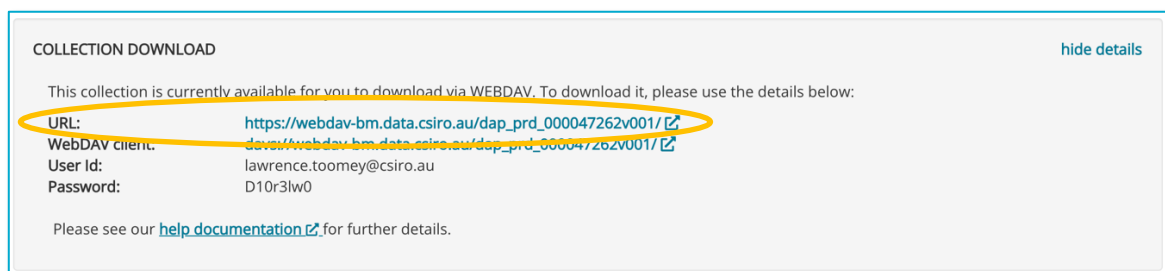 COLLECTION DOWNLOAD hide details
This collection is currently available for you to download via WEBDAV. To download it, please use the details below:
URL: https://webdav-bm.data.csiro.au/dap_prd_000047262v001/
WebDAV client: davs://webdav-bm.data.csiro.au/dap_prd_000047262v001/
User Id: lawrence.toomey@csiro.au
Password: D10r3lw0
Please see our help documentation for further details.